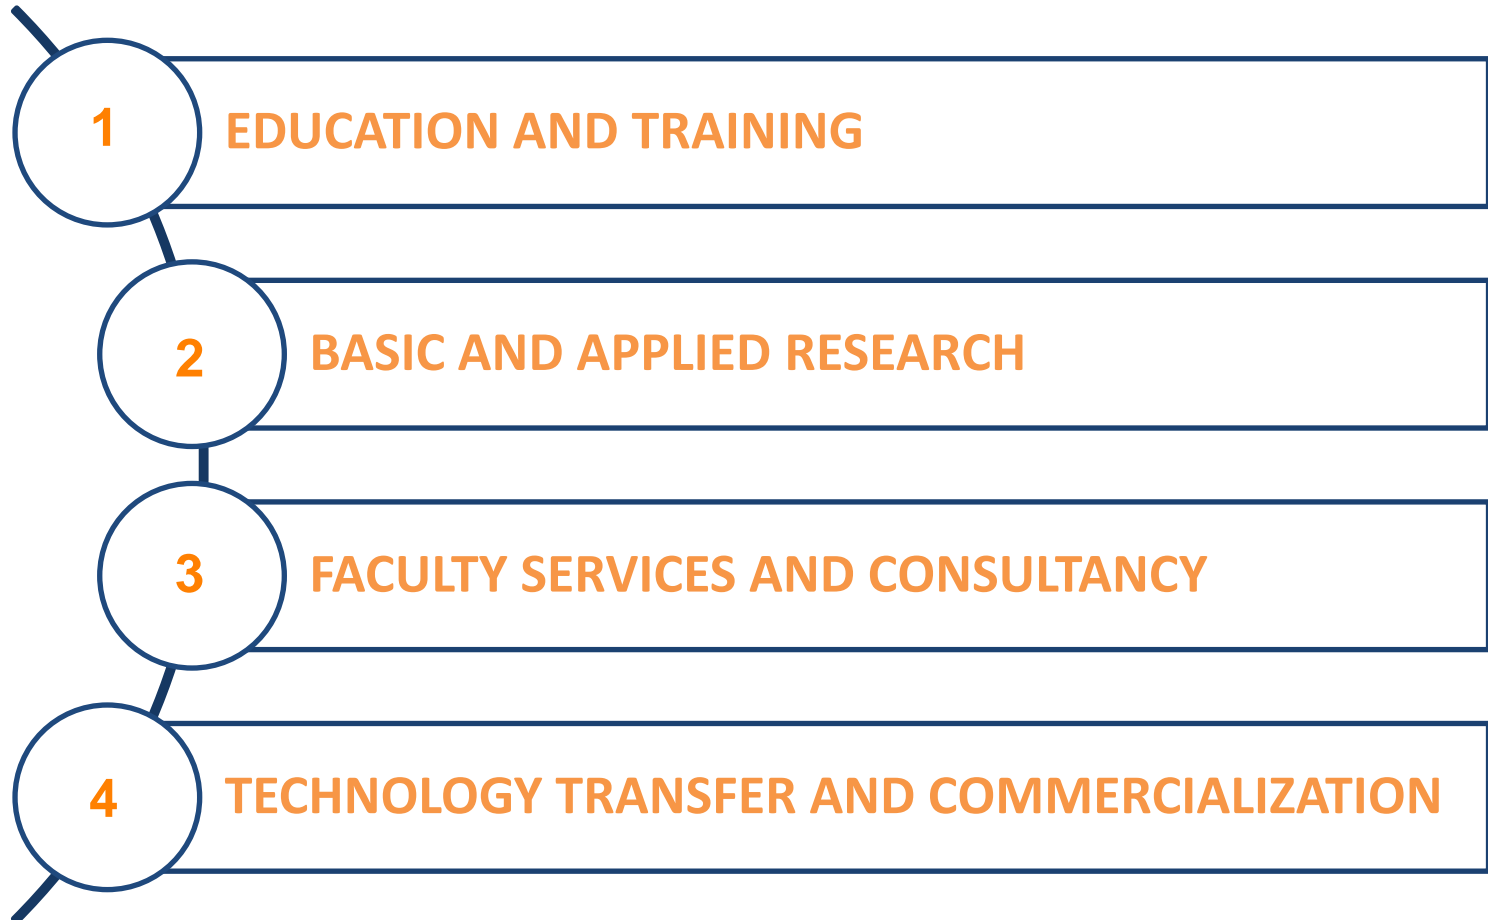 1 EDUCATION AND TRAINING
2 BASIC AND APPLIED RESEARCH
3 FACULTY SERVICES AND CONSULTANCY
4 TECHNOLOGY TRANSFER AND COMMERCIALIZATION